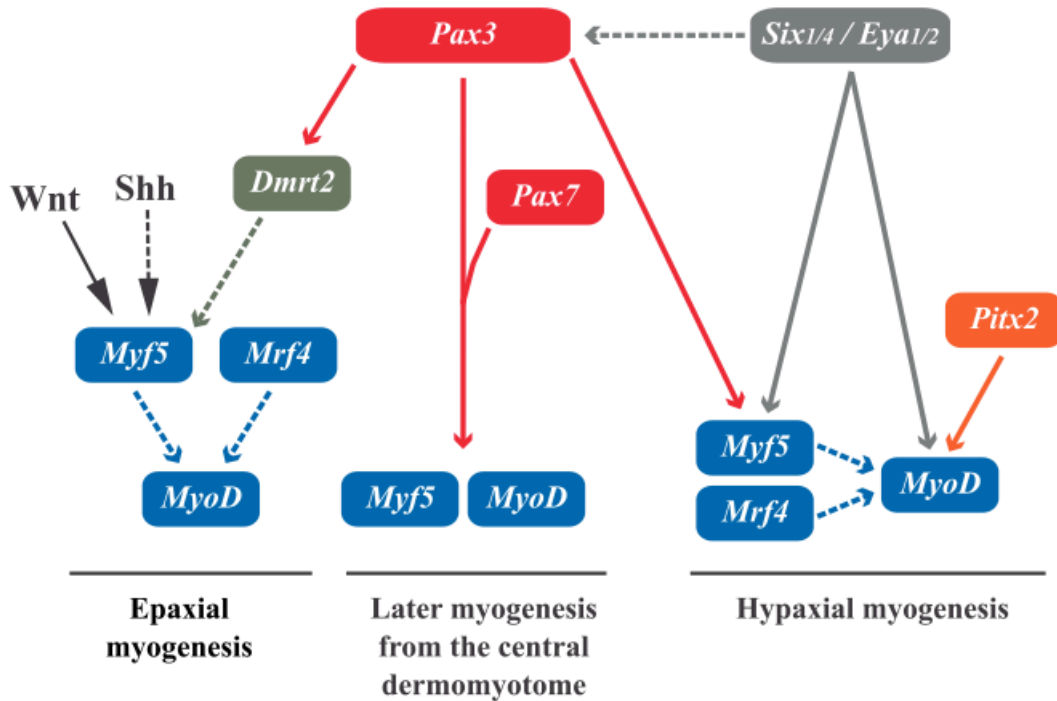 Pax3
Six1/4 / Eya1/2
Wnt
Shh
Dmrt2
Pax7
Myf5
Mrf4
Pitx2
MyoD
Myf5
MyoD
Myf5
Mrf4
MyoD
Epaxial
myogenesis
Later myogenesis
from the central
dermomyotome
Hypaxial myogenesis